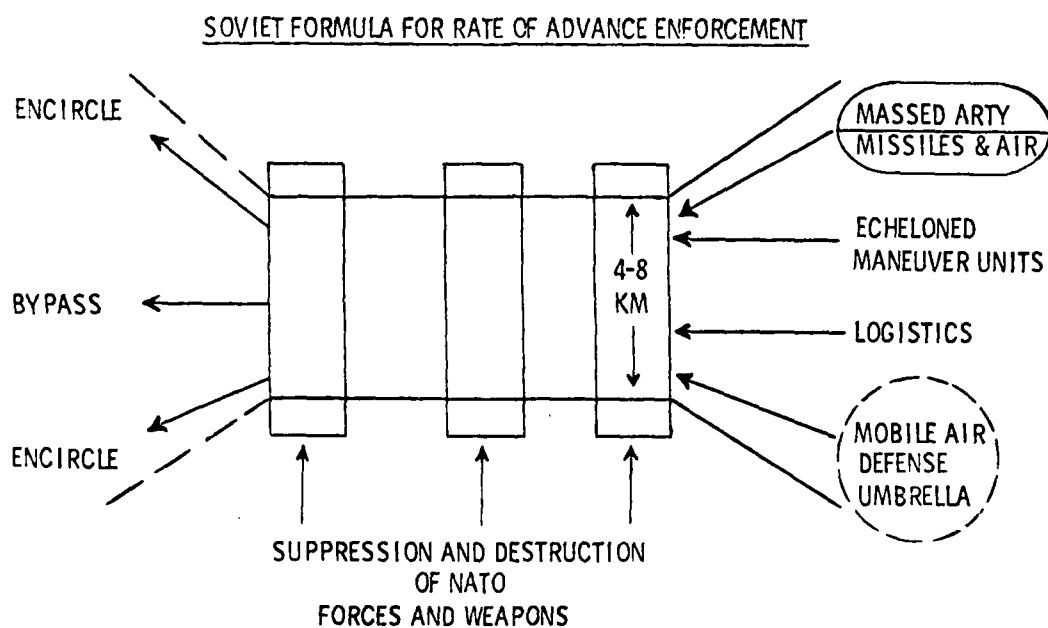 SOVIET FORMULA FOR RATE OF ADVANCE ENFORCEMENT
ENCIRCLE
BYPASS
ENCIRCLE
4-8
KM
MASSED ARTY
MISSILES & AIR
ECHELONED
MANEUVER UNITS
LOGISTICS
MOBILE AIR
DEFENSE
UMBRELLA
SUPPRESSION AND DESTRUCTION
OF NATO
FORCES AND WEAPONS